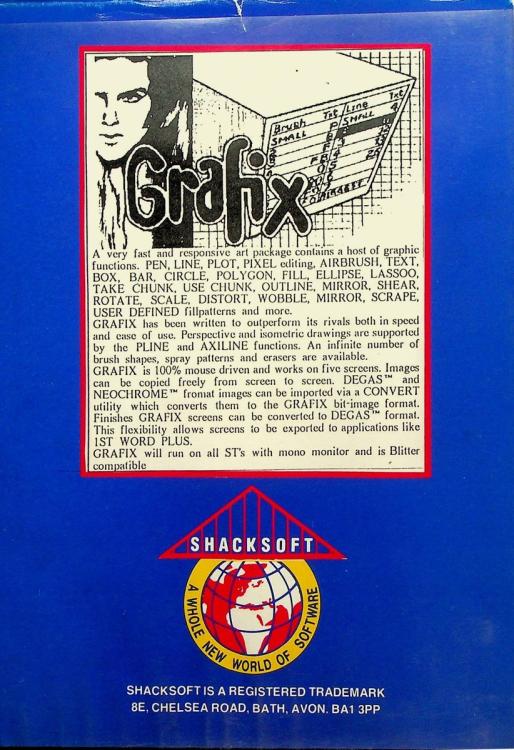 Brush Txt /Line Txt
SMALL P/SMALL 4
Grafix
A very fast and responsive art package contains a host of graphic
functions. PEN, LINE, PLOT, PIXEL editing, AIRBRUSH, TEXT,
BOX, BAR, CIRCLE, POLYGON, FILL, ELLIPSE, LASSOO,
TAKE CHUNK, USE CHUNK, OUTLINE, MIRROR, SHEAR,
ROTATE, SCALE, DISTORT, WOBBLE, MIRROR, SCRAPE,
USER DEFINED fillpatterns and more.
GRAFIX has been written to outperform its rivals both in speed
and ease of use. Perspective and isometric drawings are supported
by the PLINE and AXILINE functions. An infinite number of
brush shapes, spray patterns and erasers are available.
GRAFIX is 100% mouse driven and works on five screens. Images
can be copied freely from screen to screen. DEGAS™ and
NEOCHROME™ fromat images can be imported via a CONVERT
utility which converts them to the GRAFIX bit-image format.
Finishes GRAFIX screens can be converted to DEGAS™ format.
This flexibility allows screens to be exported to applications like
1ST WORD PLUS.
GRAFIX will run on all ST's with mono monitor and is Blitter
compatible
SHACKSOFT
A WHOLE NEW WORLD OF SOFTWARE
SHACKSOFT IS A REGISTERED TRADEMARK
8E, CHELSEA ROAD, BATH, AVON. BA1 3PP